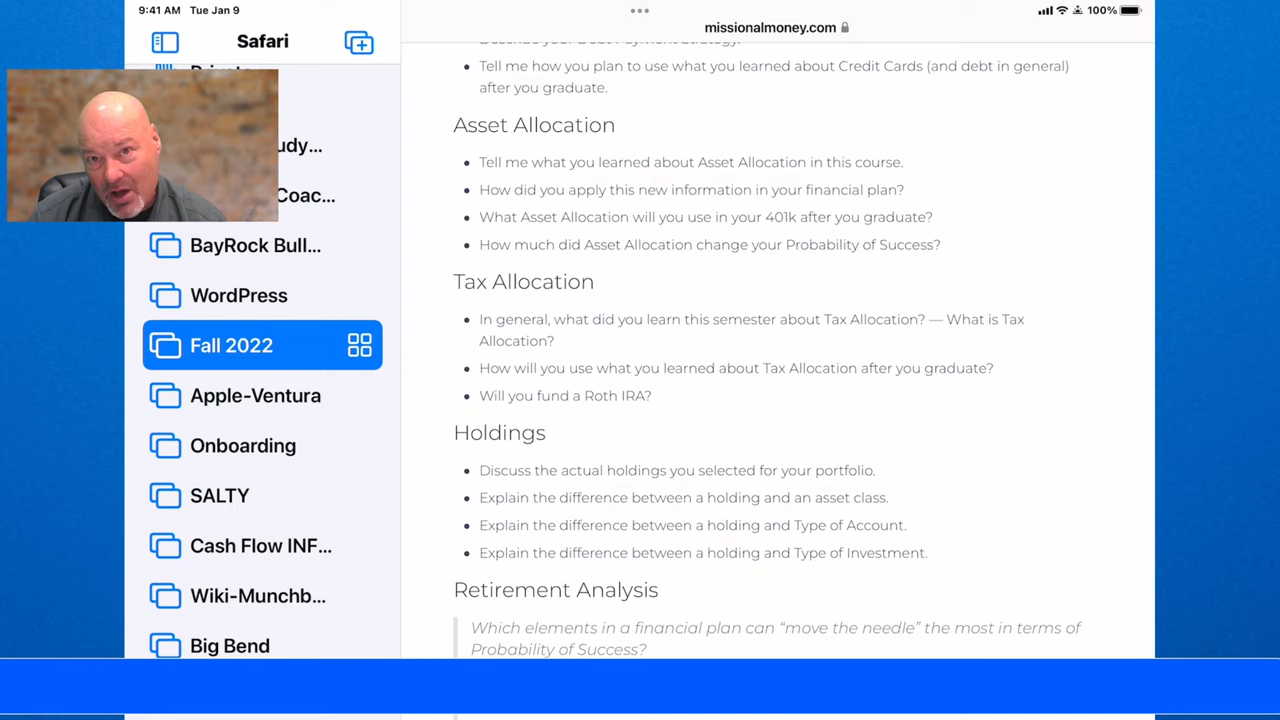 9:41 AM Tue Jan 9
100%
Safari
missionalmoney.com
Describe your Debt Payment Strategy.
Tell me how you plan to use what you learned about Credit Cards (and debt in general)
after you graduate.
udy...
Coac...
BayRock Bull...
WordPress
Fall 2022
Apple-Ventura
Onboarding
SALTY
Cash Flow INF...
Wiki-Munchb...
Big Bend
Asset Allocation
Tell me what you learned about Asset Allocation in this course.
How did you apply this new information in your financial plan?
What Asset Allocation will you use in your 401k after you graduate?
How much did Asset Allocation change your Probability of Success?
Tax Allocation
In general, what did you learn this semester about Tax Allocation? — What is Tax
Allocation?
How will you use what you learned about Tax Allocation after you graduate?
Will you fund a Roth IRA?
Holdings
Discuss the actual holdings you selected for your portfolio.
Explain the difference between a holding and an asset class.
Explain the difference between a holding and Type of Account.
Explain the difference between a holding and Type of Investment.
Retirement Analysis
Which elements in a financial plan can “move the needle” the most in terms of
Probability of Success?